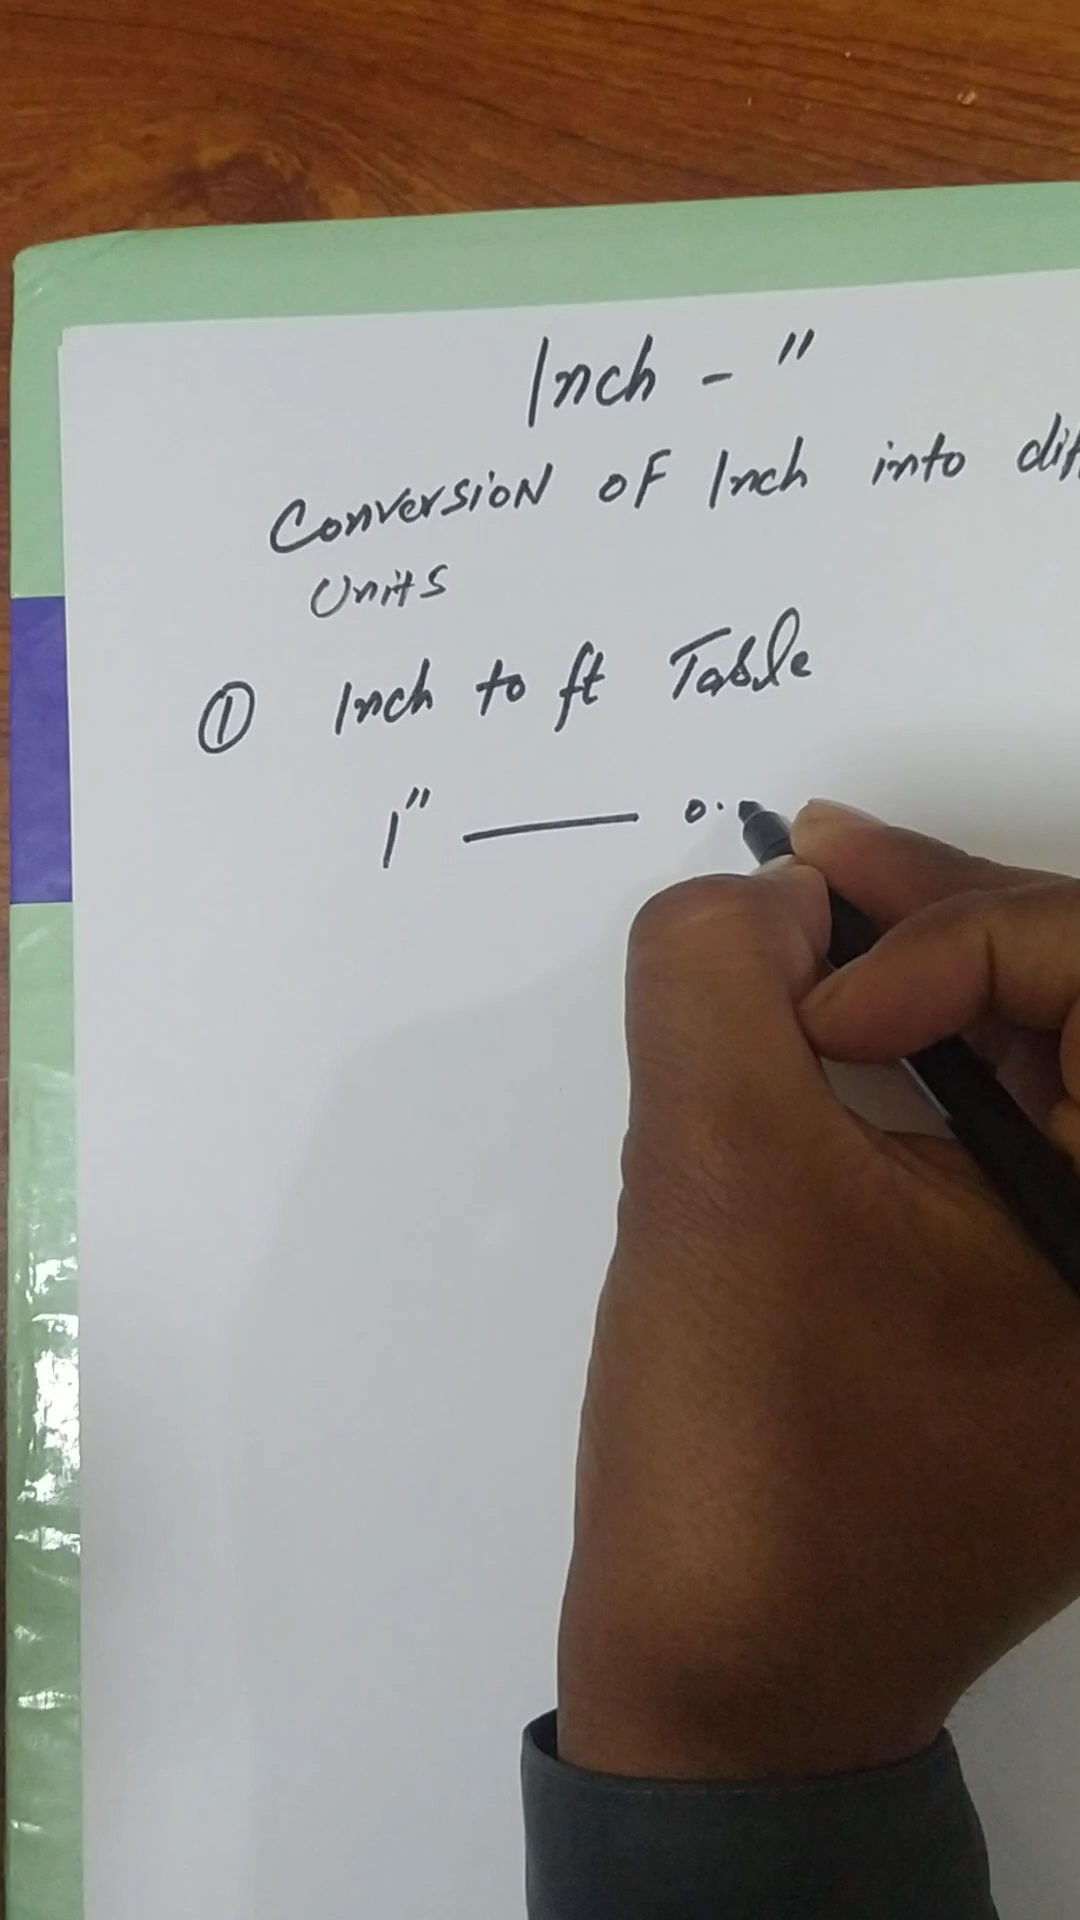 Inch - "
Conversion of Inch into
Units
① Inch to ft Table
1" — 0.